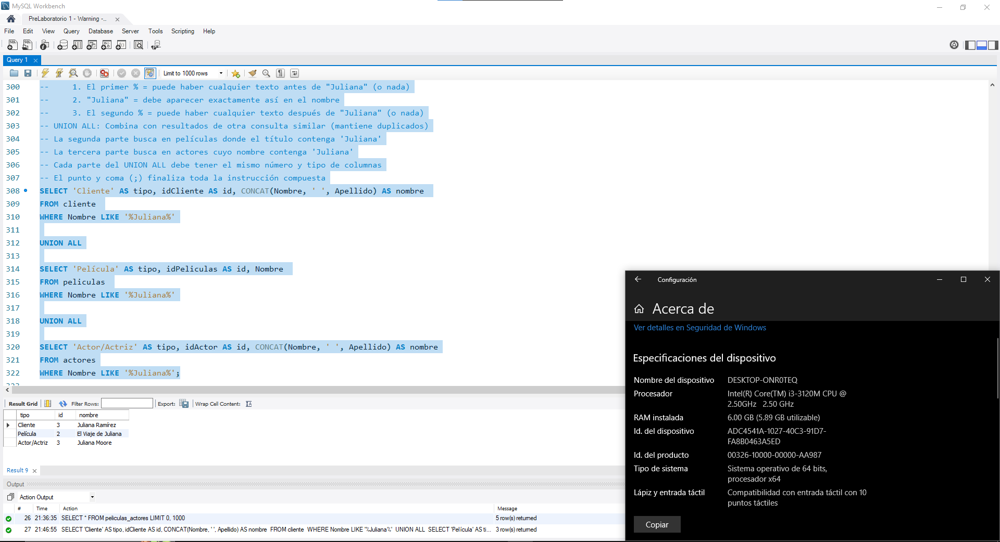 MySQL Workbench
PreLaboratorio 1 - Warning -...
File Edit View Query Database Server Tools Scripting Help
Query 1
Limit to 1000 rows
300 -- 1. El primer % = puede haber cualquier texto antes de "Juliana" (o nada)
301 -- 2. "Juliana" = debe aparecer exactamente así en el nombre
302 -- 3. El segundo % = puede haber cualquier texto después de "Juliana" (o nada)
303 -- UNION ALL: Combina con resultados de otra consulta similar (mantiene duplicados)
304 -- La segunda parte busca en películas donde el título contenga 'Juliana'
305 -- La tercera parte busca en actores cuyo nombre contenga 'Juliana'
306 -- Cada parte del UNION ALL debe tener el mismo número y tipo de columnas
307 -- El punto y coma (;) finaliza toda la instrucción compuesta
308 SELECT 'Cliente' AS tipo, idCliente AS id, CONCAT(Nombre, ' ', Apellido) AS nombre
309 FROM cliente
310 WHERE Nombre LIKE '%Juliana%'
311
312 UNION ALL
313
314 SELECT 'Película' AS tipo, idPeliculas AS id, Nombre
315 FROM peliculas
316 WHERE Nombre LIKE '%Juliana%'
317
318 UNION ALL
319
320 SELECT 'Actor/Actriz' AS tipo, idActor AS id, CONCAT(Nombre, ' ', Apellido) AS nombre
321 FROM actores
322 WHERE Nombre LIKE '%Juliana%';
Result Grid Filter Rows: Export: Wrap Cell Content:
tipo id nombre
Cliente 3 Juliana Ramírez
Película 2 El Viaje de Juliana
Actor/Actriz 3 Juliana Moore
Result 9
Output
Action Output
# Time Action Message
26 21:36:35 SELECT * FROM peliculas_actores LIMIT 0, 1000 5 row(s) returned
27 21:46:55 SELECT 'Cliente' AS tipo, idCliente AS id, CONCAT(Nombre, ' ', Apellido) AS nombre FROM cliente WHERE Nombre LIKE '%Juliana%' UNION ALL SELECT 'Película' AS ti... 3 row(s) returned
Configuración
Acerca de
Ver detalles en Seguridad de Windows
Especificaciones del dispositivo
Nombre del dispositivo DESKTOP-ONR0TEQ
Procesador Intel(R) Core(TM) i3-3120M CPU @
2.50GHz 2.50 GHz
RAM instalada 6.00 GB (5.89 GB utilizable)
Id. del dispositivo ADC4541A-1027-40C3-91D7-
FA8B0463A5ED
Id. del producto 00326-10000-00000-AA987
Tipo de sistema Sistema operativo de 64 bits,
procesador x64
Lápiz y entrada táctil Compatibilidad con entrada táctil con 10
puntos táctiles
Copiar